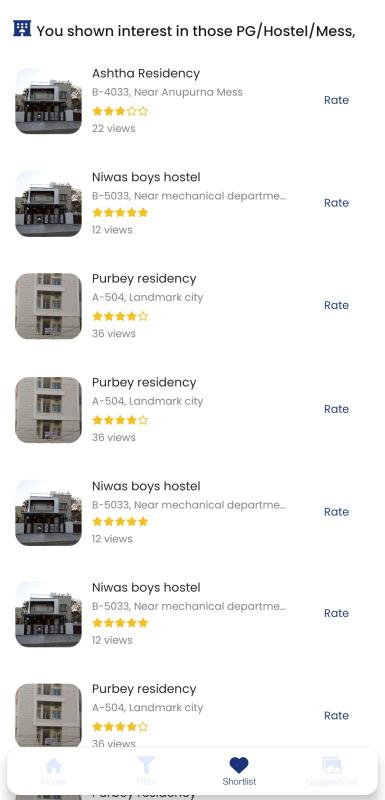 You shown interest in those PG/Hostel/Mess,
Ashtha Residency
B-4033, Near Anupurna Mess
22 views
Rate
Niwas boys hostel
B-5033, Near mechanical departme...
12 views
Rate
Purbey residency
A-504, Landmark city
36 views
Rate
Purbey residency
A-504, Landmark city
36 views
Rate
Niwas boys hostel
B-5033, Near mechanical departme...
12 views
Rate
Niwas boys hostel
B-5033, Near mechanical departme...
12 views
Rate
Purbey residency
A-504, Landmark city
36 views
Rate
Home
Filter
Shortlist
Suggestions
Purbey residency